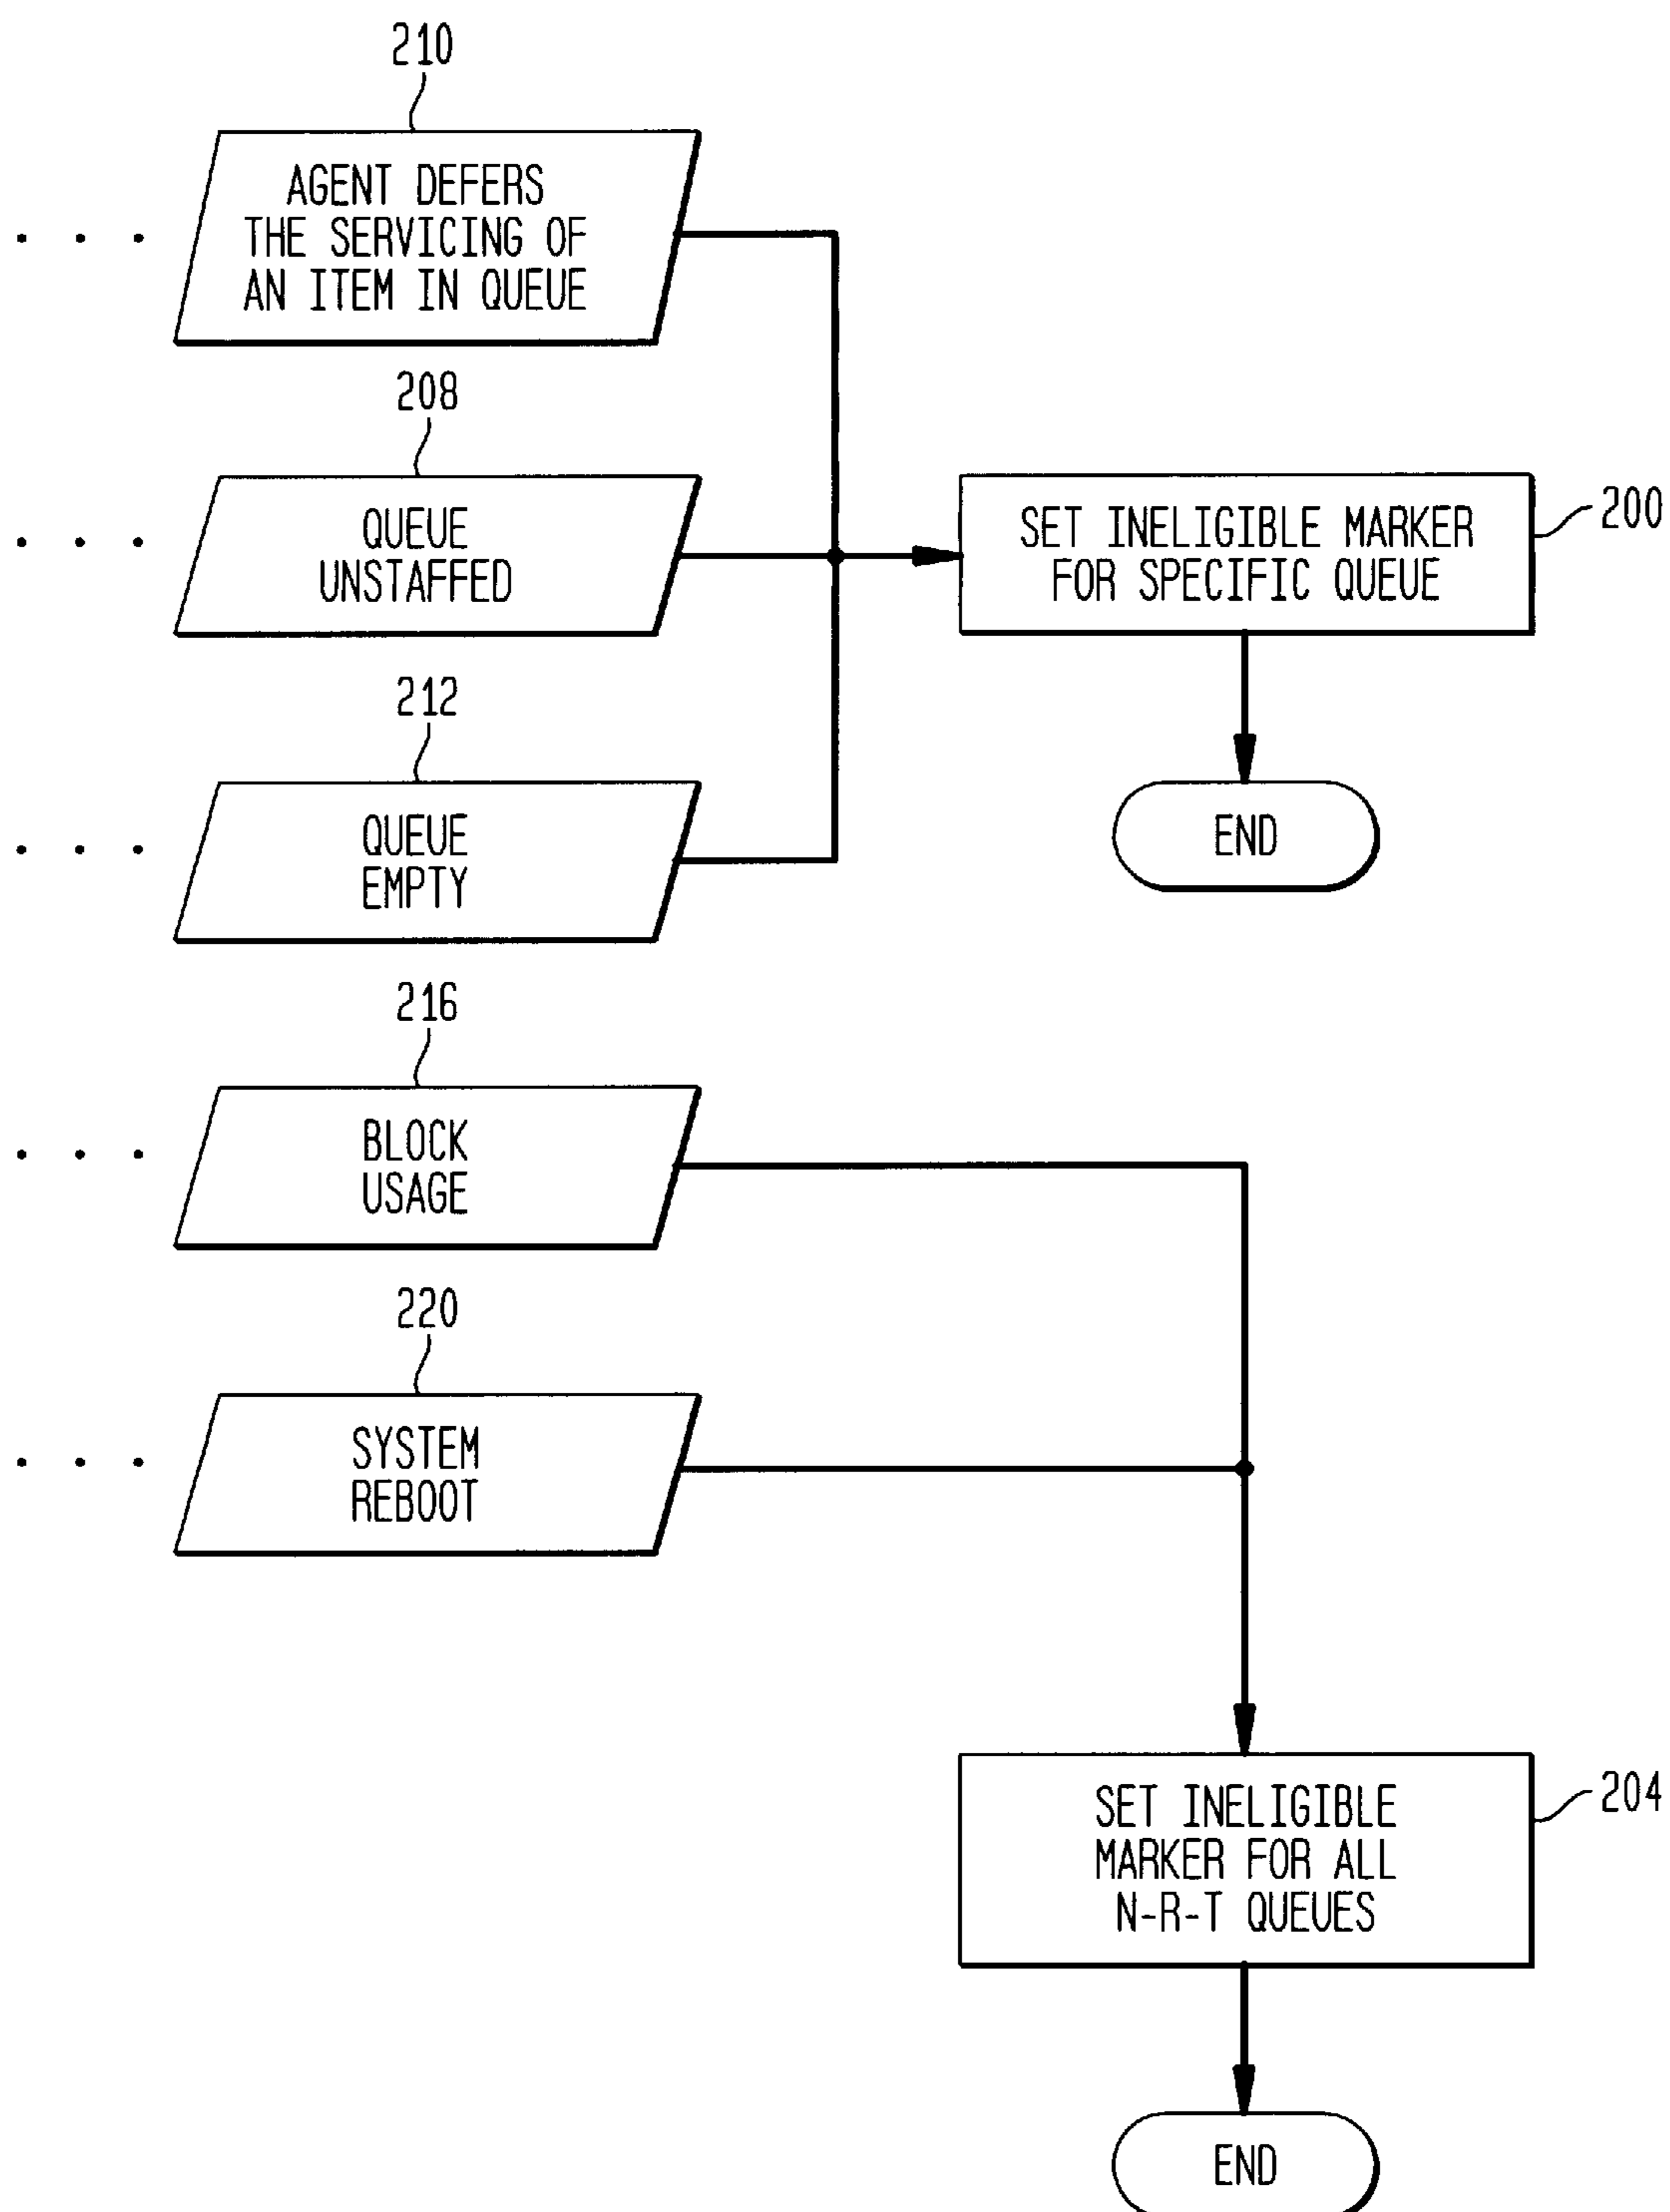 210
AGENT DEFERS
THE SERVICING OF
AN ITEM IN QUEUE
208
QUEUE
UNSTAFFED
SET INELIGIBLE MARKER
FOR SPECIFIC QUEUE
200
212
QUEUE
EMPTY
END
216
BLOCK
USAGE
220
SYSTEM
REBOOT
SET INELIGIBLE
MARKER FOR ALL
N-R-T QUEUES
204
END